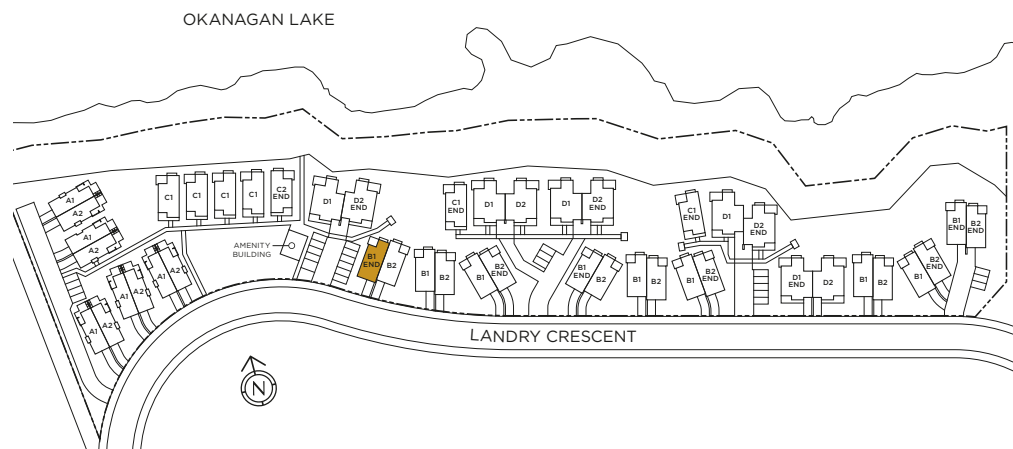 OKANAGAN LAKE
A1
A2
A1
A2
A1
A2
A1
A2
A1
A2
C1
C1
C1
C1
C2
END
D1
D2
END
AMENITY
BUILDING
B1
END
B2
B1
B2
C1
END
D1
D2
B1
B2
END
D1
D2
END
B1
END
B2
B1
END
B2
C1
END
D1
D2
END
B1
B2
END
D1
END
D2
B1
B2
B1
END
B2
END
B1
END
B2
END
LANDRY CRESCENT
N